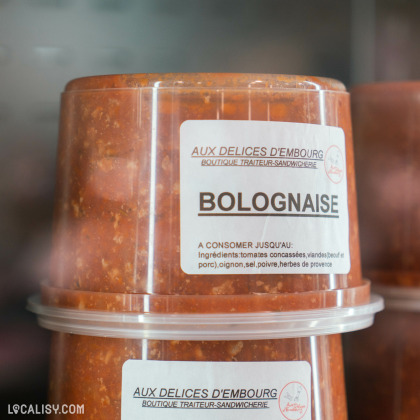 AUX DELICES D'EMBOURG
BOUTIQUE TRAITEUR-SANDWICHERIE
BOLOGNAISE
A CONSOMER JUSQU'AU:
Ingrédients:tomates concassées,viandes(boeuf et
porc),oignon,sel,poivre,herbes de provence
AUX DELICES D'EMBOURG
BOUTIQUE TRAITEUR-SANDWICHERIE
LOCALISY.COM